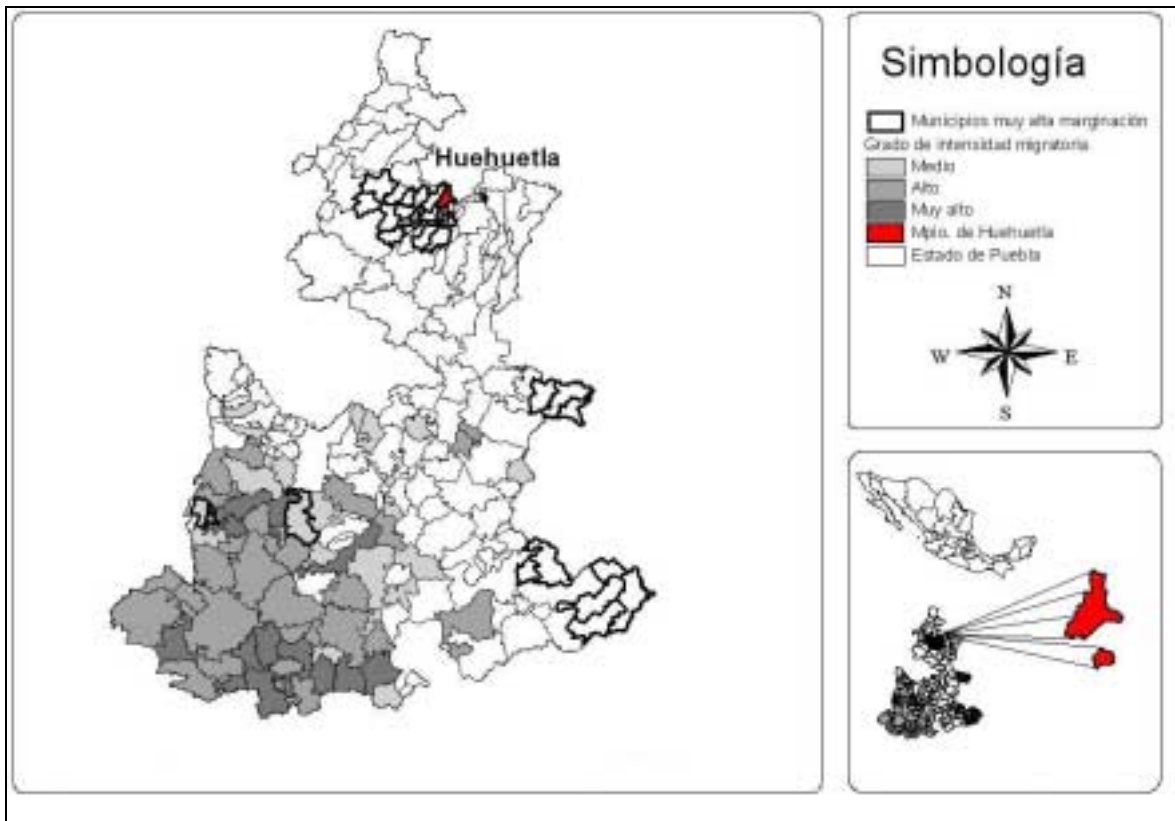 Huehuetla
Simbología
Municipios muy alta marginación
Grado de intensidad migratoria
Medio
Alto
Muy alto
Mpio. de Huehuetla
Estado de Puebla
N
W E
S